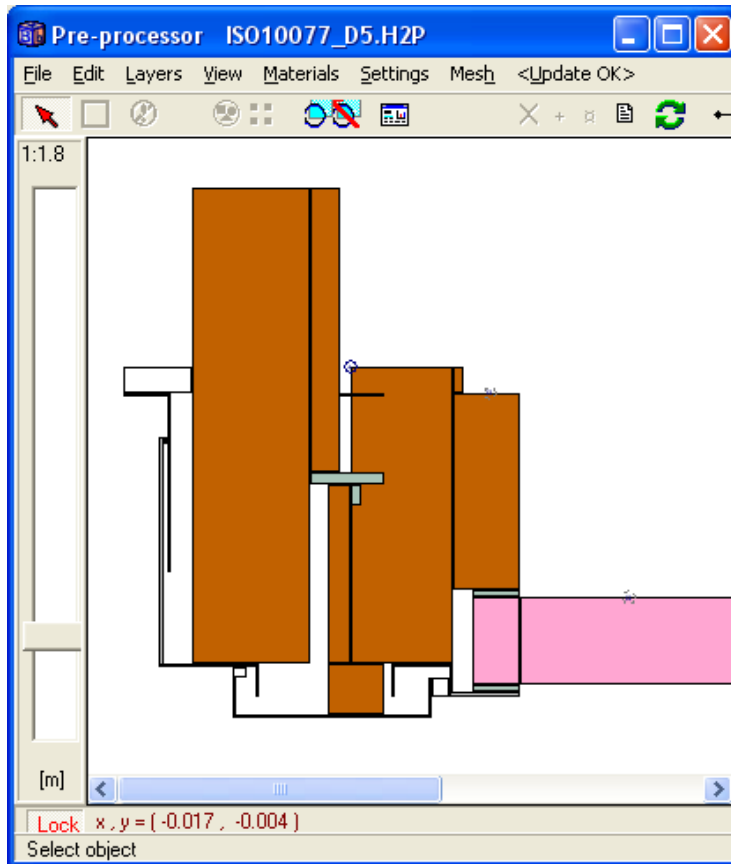 Pre-processor ISO10077_D5.H2P
File Edit Layers View Materials Settings Mesh <Update OK>
1:1.8
[m]
Lock x , y = ( -0.017 , -0.004 )
Select object